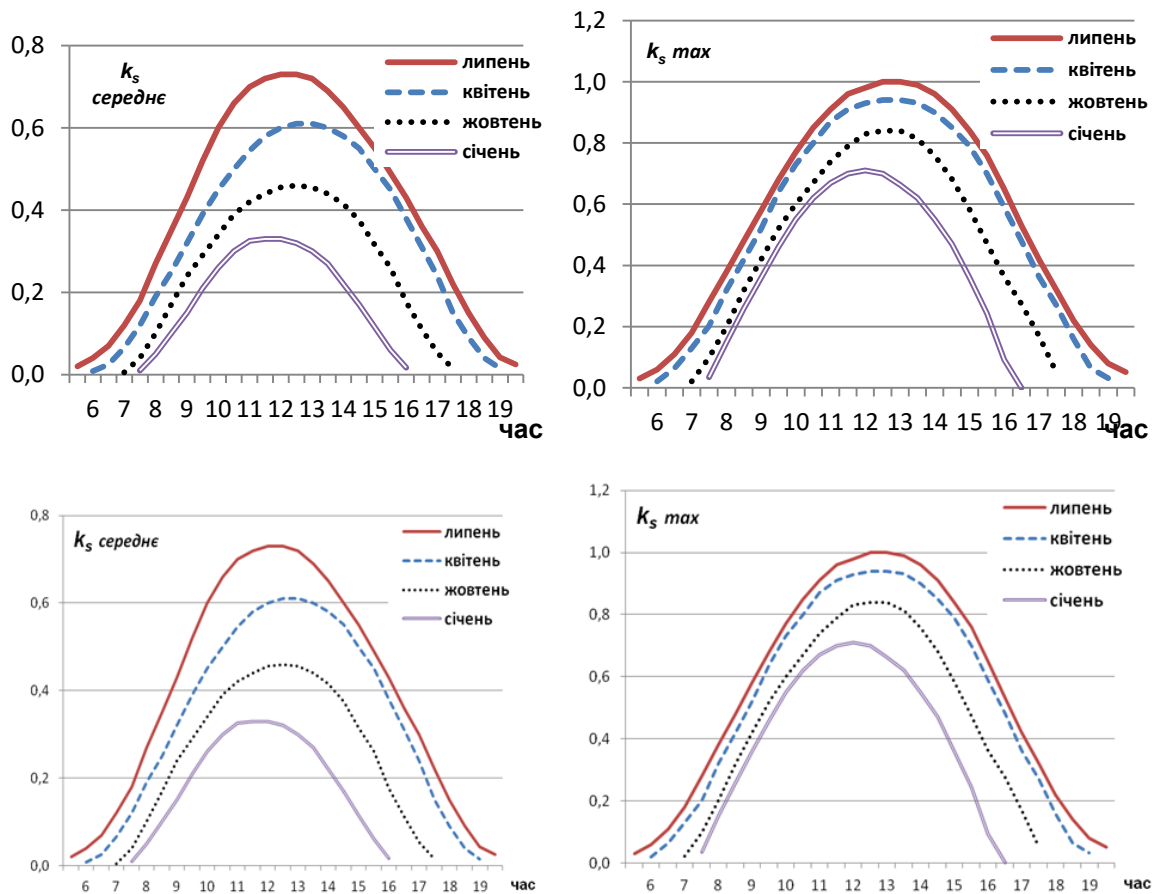 0,8
0,6
0,4
0,2
0,0
k_s
середнє
липень
квітень
жовтень
січень
6 7 8 9 10 11 12 13 14 15 16 17 18 19
час
1,2
1,0
0,8
0,6
0,4
0,2
0,0
k_s max
липень
квітень
жовтень
січень
6 7 8 9 10 11 12 13 14 15 16 17 18 19
час
0,8
0,6
0,4
0,2
0,0
k_s середнє
липень
квітень
жовтень
січень
6 7 8 9 10 11 12 13 14 15 16 17 18 19 час
1,2
1,0
0,8
0,6
0,4
0,2
0,0
k_s max
липень
квітень
жовтень
січень
6 7 8 9 10 11 12 13 14 15 16 17 18 19 час